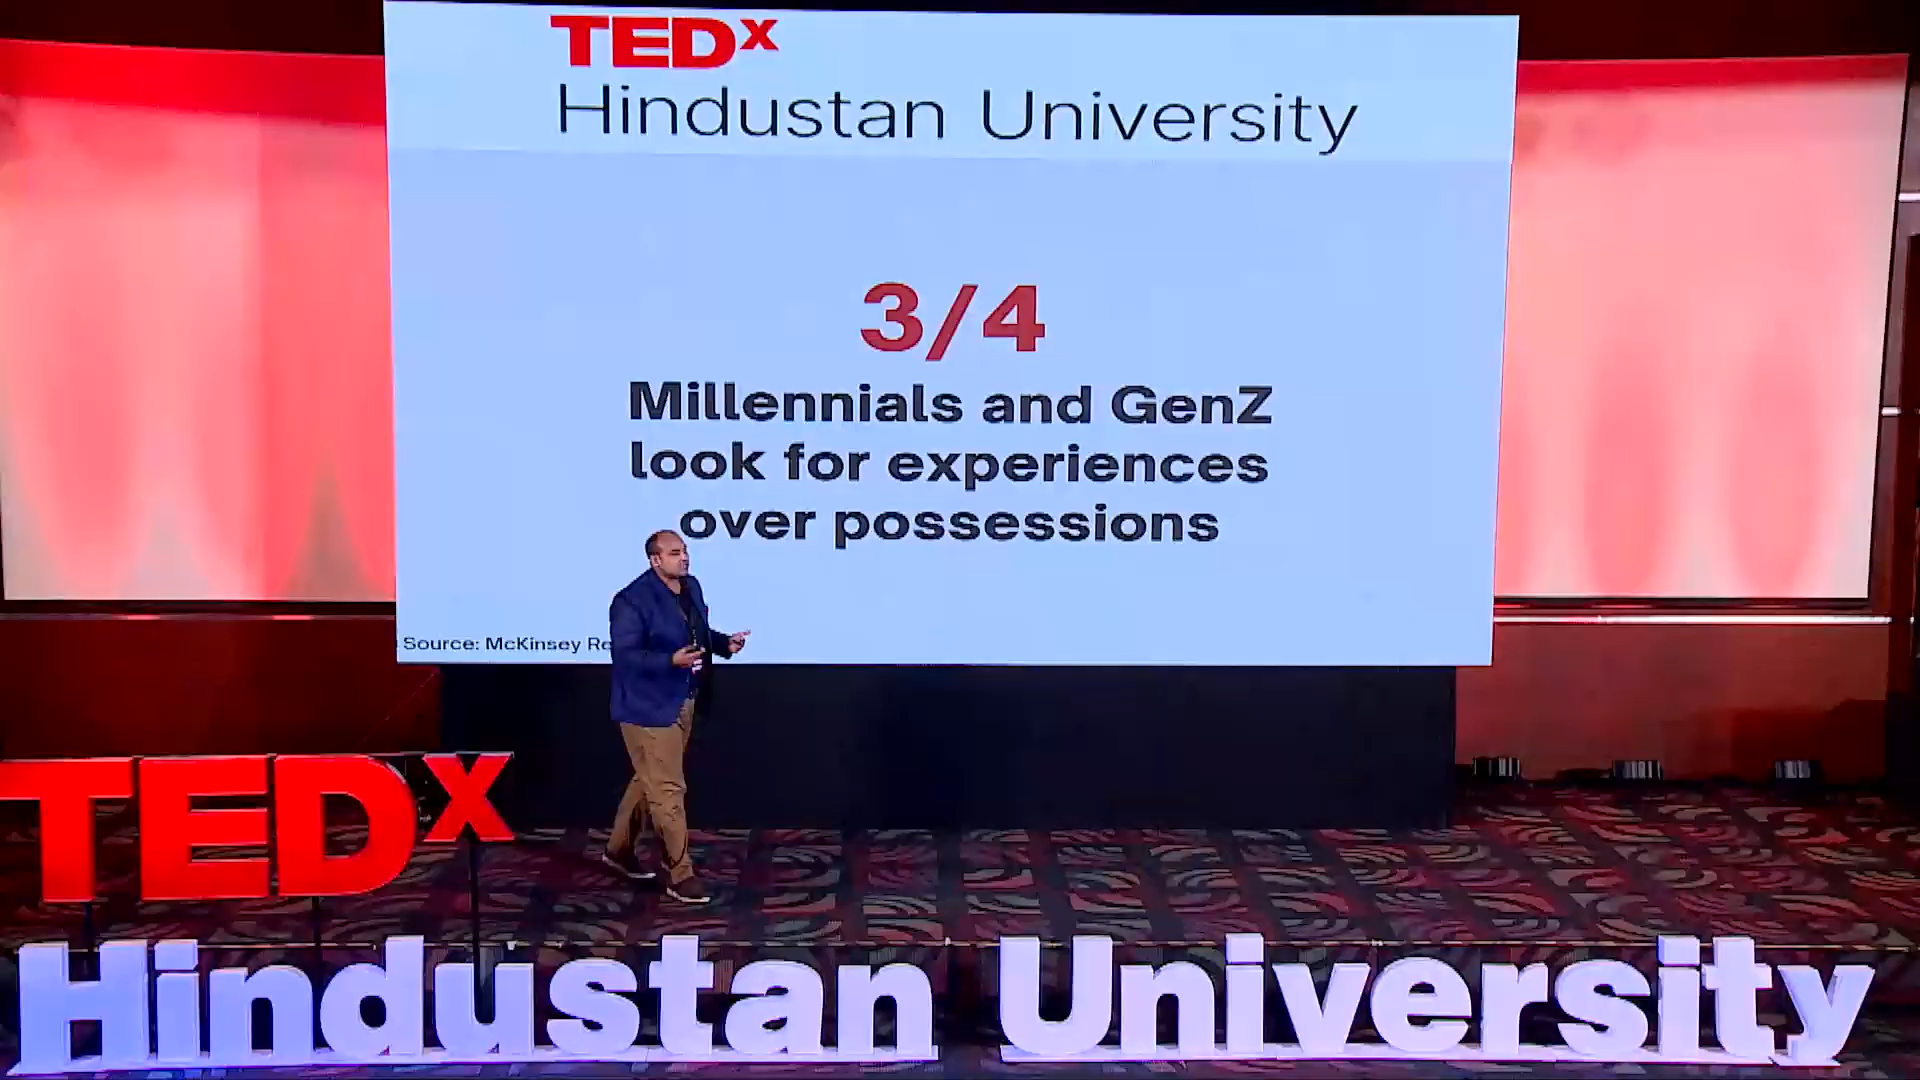 TEDx
Hindustan University
3/4
Millennials and GenZ
look for experiences
over possessions
Source: McKinsey
TEDx
Hindustan University